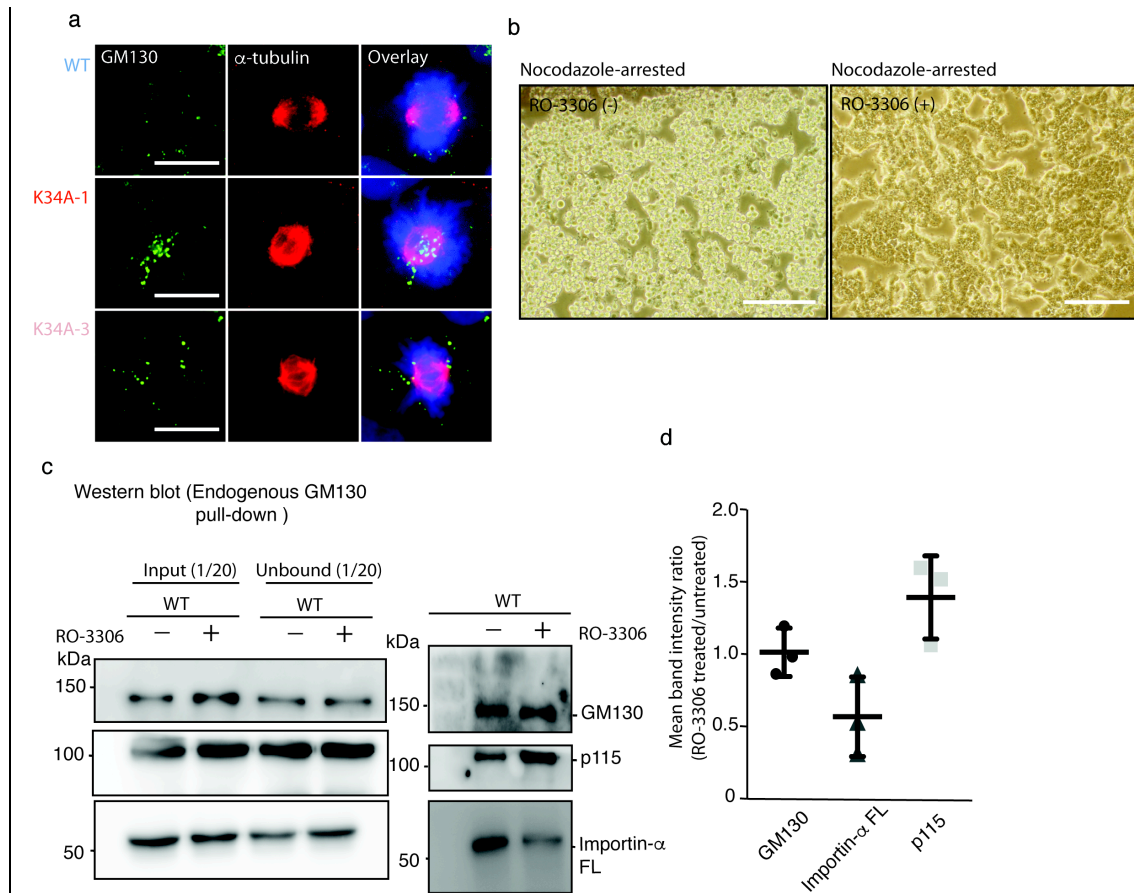 a
GM130
α-tubulin
Overlay
WT
K34A-1
K34A-3
b
Nocodazole-arrested
RO-3306 (-)
Nocodazole-arrested
RO-3306 (+)
c
Western blot (Endogenous GM130
pull-down )
Input (1/20)
Unbound (1/20)
WT
WT
WT
RO-3306
− + − +
− +
RO-3306
kDa
kDa
150
150
GM130
100
100
p115
50
50
Importin-α
FL
d
Mean band intensity ratio
(RO-3306 treated/untreated)
2.0
1.5
1.0
0.5
0
GM130
Importin-α FL
p115